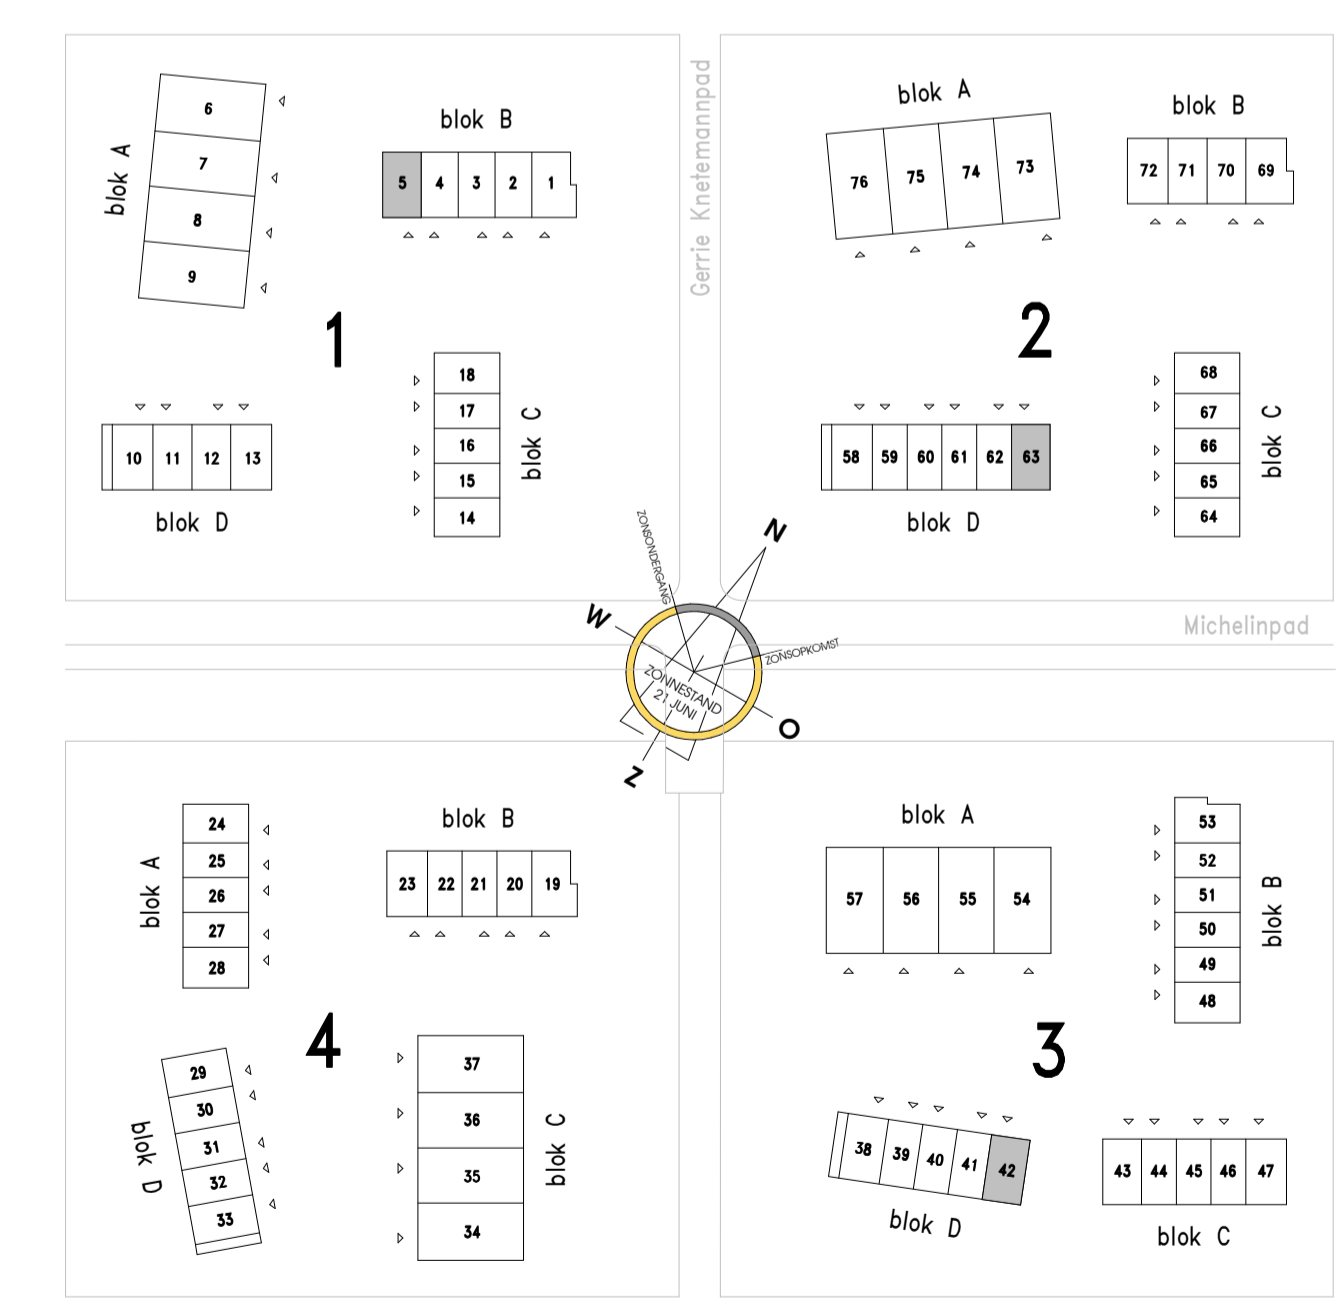 blok A
6
7
8
9
blok B
5 4 3 2 1
1
10 11 12 13
blok D
18
17
16
15
14
blok C
Gerrie Knetemannpad
blok A
76 75 74 73
blok B
72 71 70 69
2
58 59 60 61 62 63
blok D
68
67
66
65
64
blok C
Michelinpad
ZONSONDERGANG
N
W
ZONSOPKOMST
ZONNESTAND
21 JUNI
O
Z
blok A
24
25
26
27
28
blok B
23 22 21 20 19
4
29
30
31
32
33
blok D
37
36
35
34
blok C
blok A
57 56 55 54
53
52
51
50
49
48
blok B
3
38 39 40 41 42
blok D
43 44 45 46 47
blok C